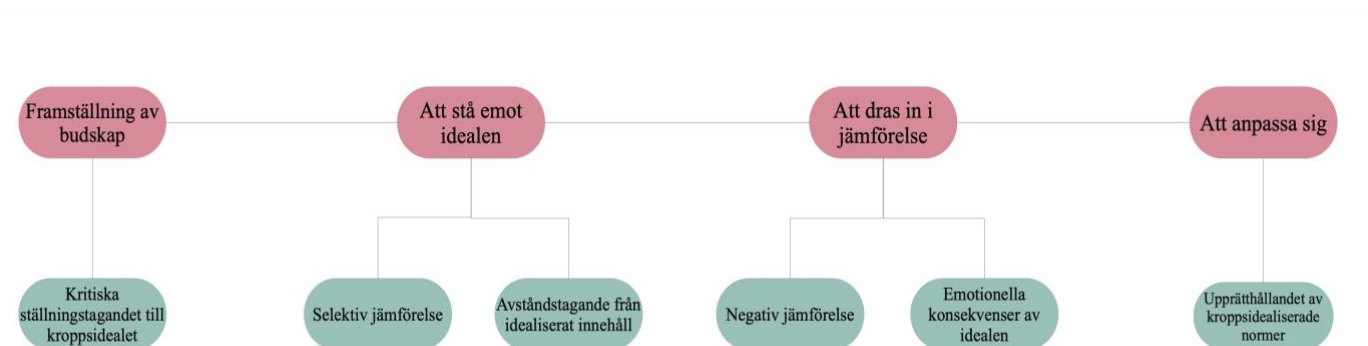 Framställning av
budskap
Att stå emot
idealen
Att dras in i
jämförelse
Att anpassa sig
Kritiska
ställningstagandet till
kroppsidealet
Selektiv jämförelse
Avståndstagande från
idealiserat innehåll
Negativ jämförelse
Emotionella
konsekvenser av
idealen
Upprätthållandet av
kroppsidealiserade
normer